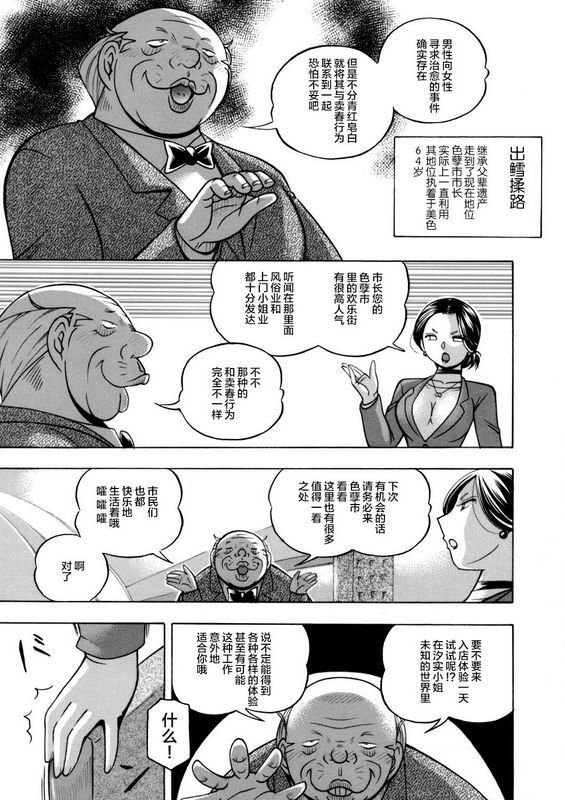 男性向女性
寻求治愈的事件
确实存在
但是不分青红皂白
就将其与卖春行为
联系到一起
恐怕不妥吧
出鳕揉路
继承父辈遗产
走到了现在地位
实际上一直利用
色孽市市长
其地位执着于美色
64岁
市长您的
色孽市
里的欢乐街
有很高人气
听闻在那里面
风俗业和
上门小姐业
都十分发达
不不
那种的
和卖春行为
完全不一样
下次
有机会的话
请务必来
色孽市
看看
这里也有很多
值得一看
之处
市民们
也都
快乐地
生活着哦
嚯嚯嚯
啊
对了
要不要来
入店体验一天
试试呢!?
在汐实小姐
未知的世界里
说不定能得到
各种各样的体验
甚至有可能
这种工作
意外地
适合你哦
什么!